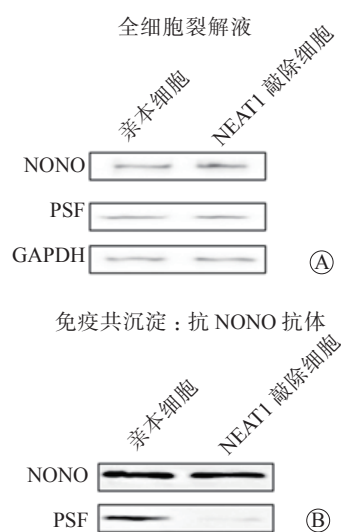 全细胞裂解液
亲本细胞
NEAT1 敲除细胞
NONO
PSF
GAPDH
Ⓐ
免疫共沉淀：抗 NONO 抗体
亲本细胞
NEAT1 敲除细胞
NONO
PSF
Ⓑ